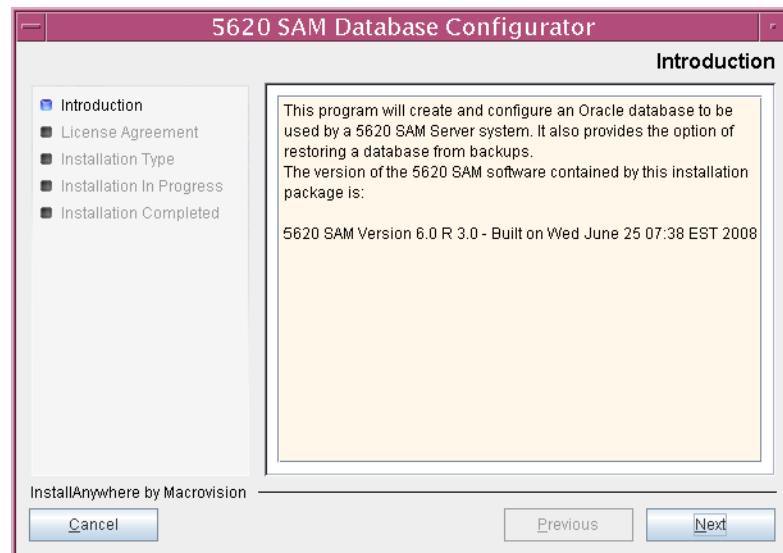 5620 SAM Database Configurator
Introduction
Introduction
License Agreement
Installation Type
Installation In Progress
Installation Completed
This program will create and configure an Oracle database to be
used by a 5620 SAM Server system. It also provides the option of
restoring a database from backups.
The version of the 5620 SAM software contained by this installation
package is:
5620 SAM Version 6.0 R 3.0 - Built on Wed June 25 07:38 EST 2008
InstallAnywhere by Macrovision
Cancel
Previous
Next